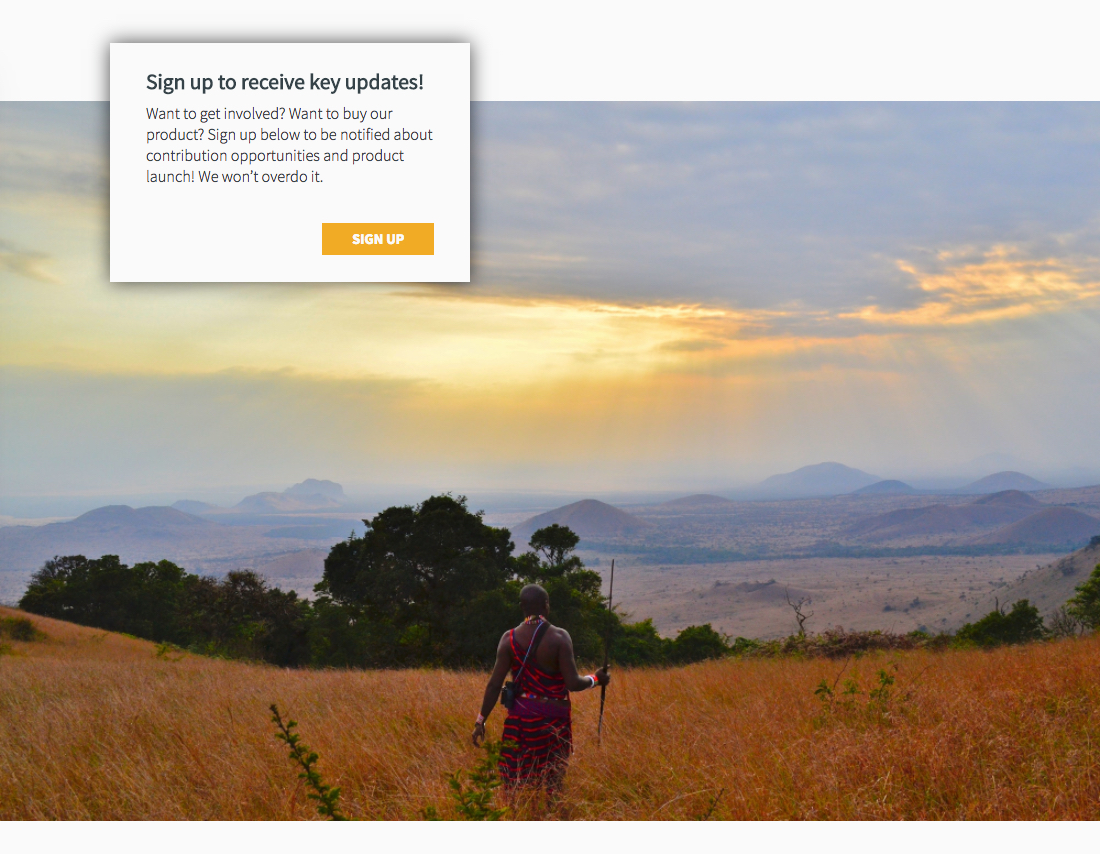 Sign up to receive key updates!
Want to get involved? Want to buy our
product? Sign up below to be notified about
contribution opportunities and product
launch! We won’t overdo it.
SIGN UP